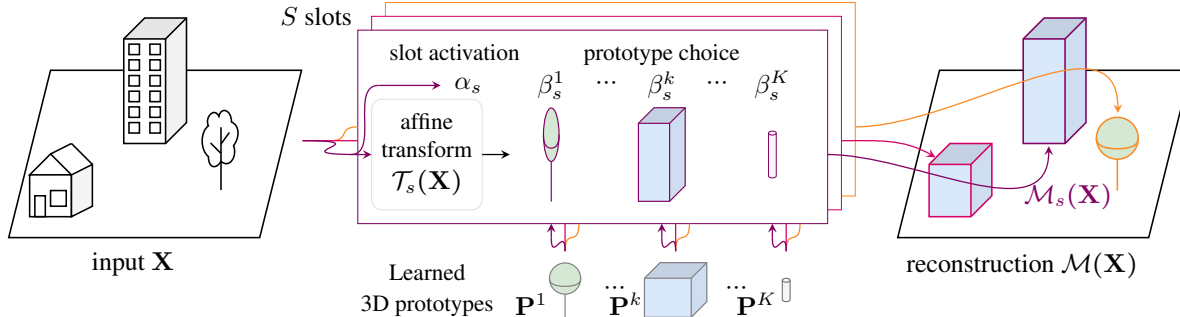 S slots
slot activation prototype choice
α_s β_s^1 ... β_s^k ... β_s^K
affine
transform
𝒯_s(𝐗)
ℳ_s(𝐗)
input 𝐗
reconstruction ℳ(𝐗)
Learned
3D prototypes
𝐏^1 ... 𝐏^k ... 𝐏^K